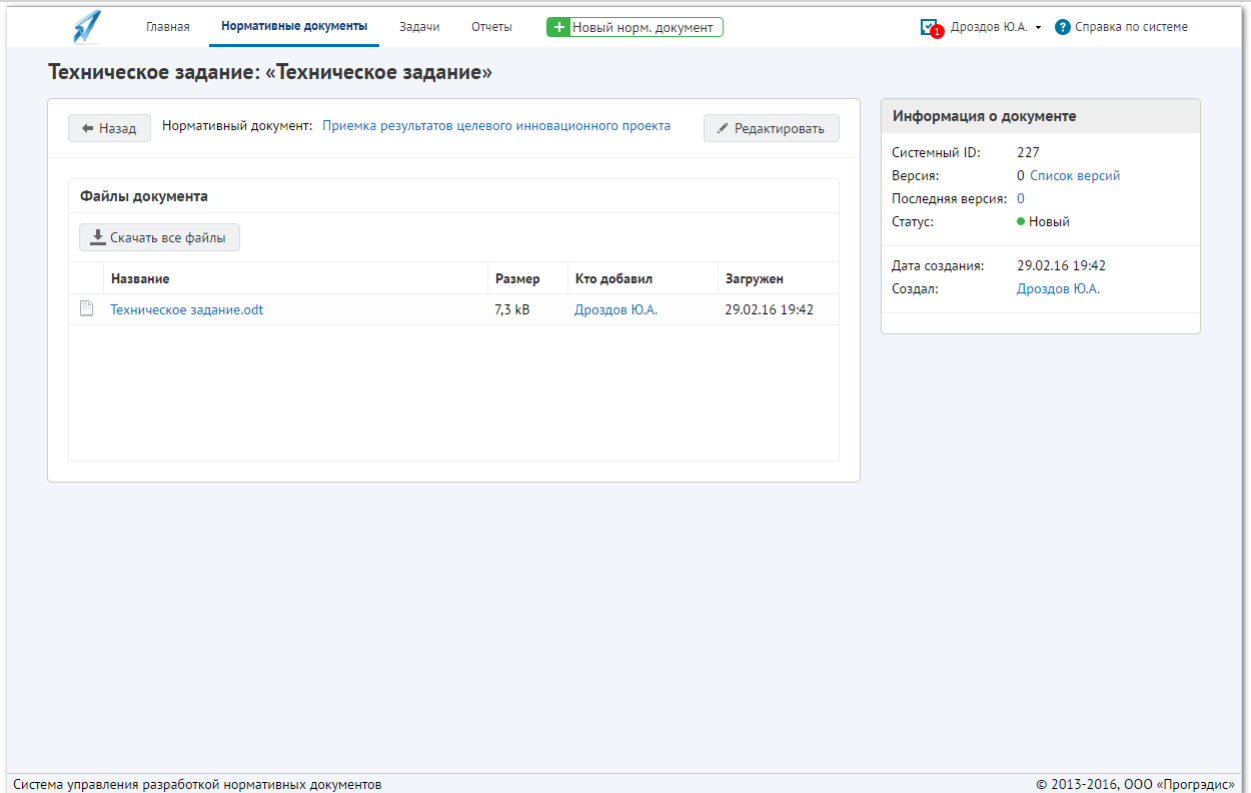 Главная Нормативные документы Задачи Отчеты + Новый норм. документ 1 Дроздов Ю.А. ? Справка по системе
Техническое задание: «Техническое задание»
Назад Нормативный документ: Приемка результатов целевого инновационного проекта Редактировать
Файлы документа
Скачать все файлы
Название Размер Кто добавил Загружен
Техническое задание.odt 7,3 kB Дроздов Ю.А. 29.02.16 19:42
Информация о документе
Системный ID: 227
Версия: 0 Список версий
Последняя версия: 0
Статус: Новый
Дата создания: 29.02.16 19:42
Создал: Дроздов Ю.А.
Система управления разработкой нормативных документов © 2013-2016, ООО «Прогрэдис»